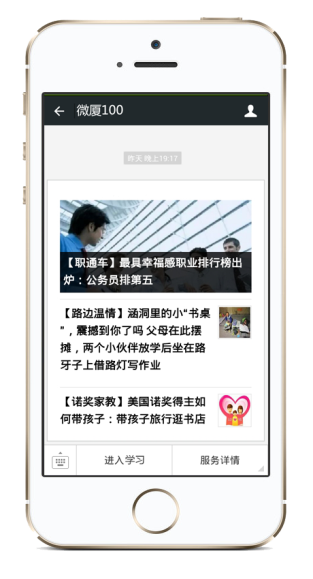 微厦100
昨天 晚上19:17
【职通车】最具幸福感职业排行榜出
炉：公务员排第五
【路边温情】涵洞里的小“书桌
”，震撼到你了吗 父母在此摆
摊，两个小伙伴放学后坐在路
牙子上借路灯写作业
【诺奖家教】美国诺奖得主如
何带孩子：带孩子旅行逛书店
进入学习
服务详情